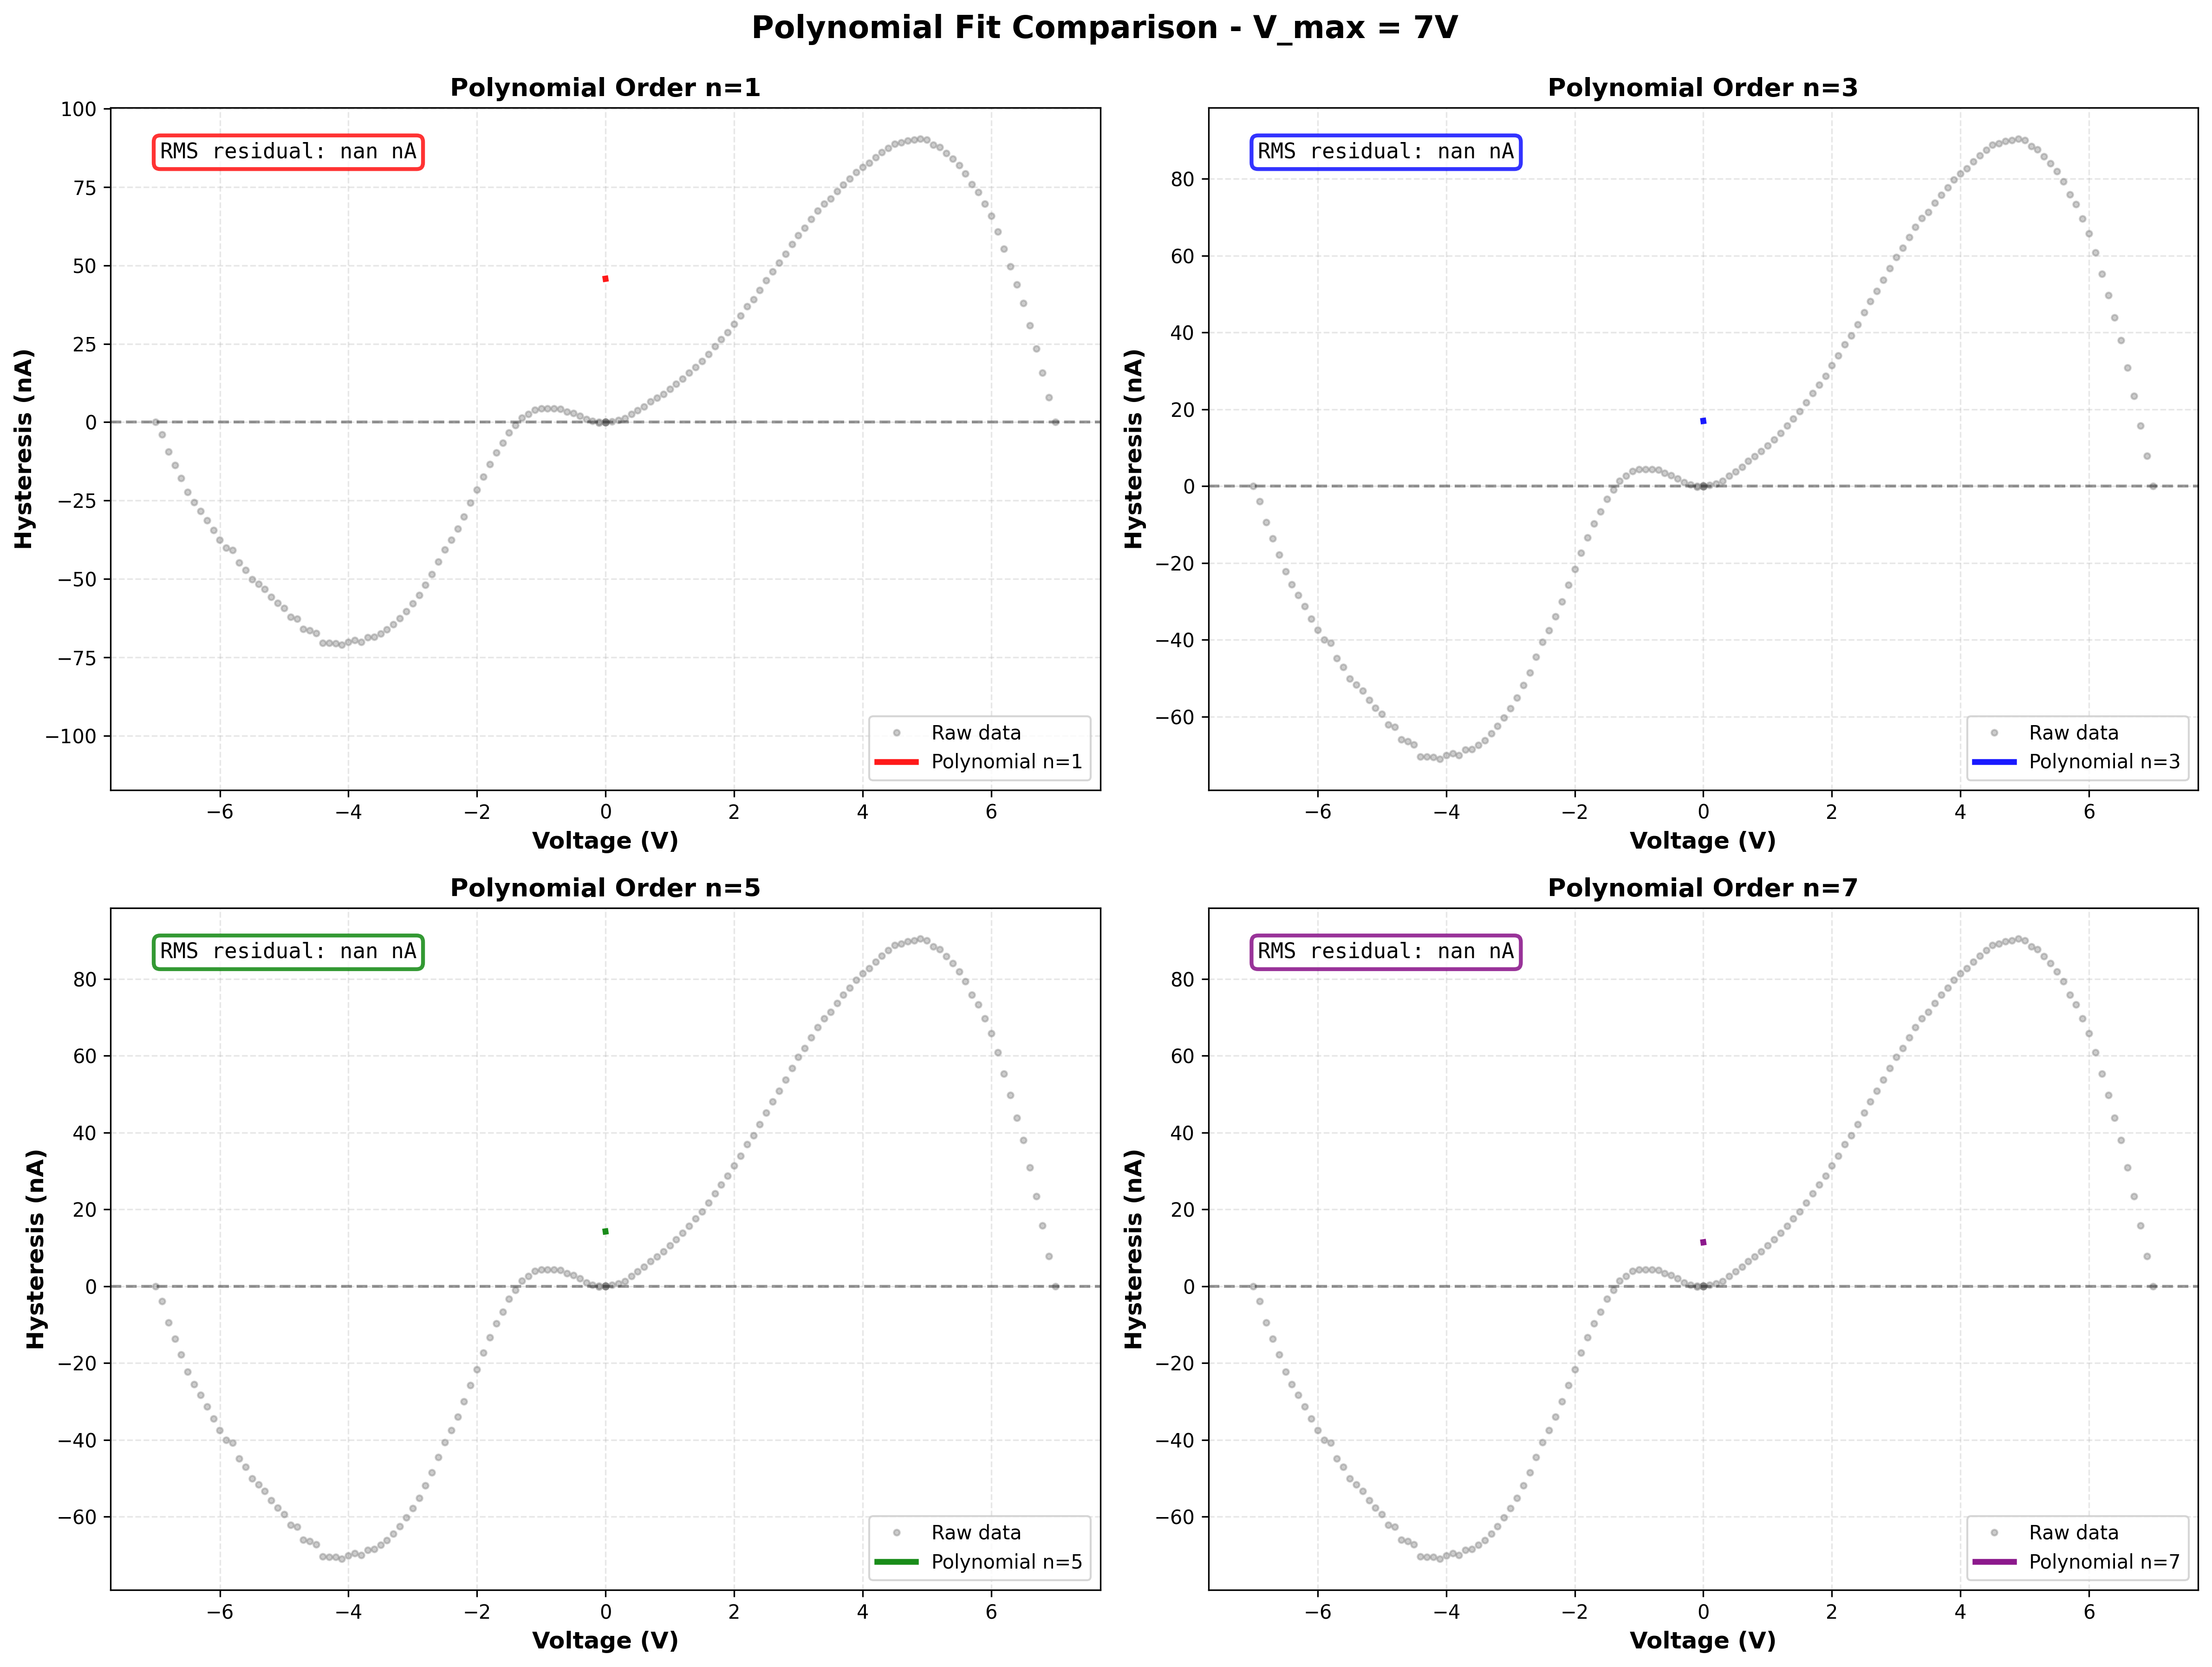 Polynomial Fit Comparison - V_max = 7V
Polynomial Order n=1
RMS residual: nan nA
100
75
50
25
0
−25
−50
−75
−100
Hysteresis (nA)
−6
−4
−2
0
2
4
6
Voltage (V)
Raw data
Polynomial n=1
Polynomial Order n=3
RMS residual: nan nA
80
60
40
20
0
−20
−40
−60
Hysteresis (nA)
−6
−4
−2
0
2
4
6
Voltage (V)
Raw data
Polynomial n=3
Polynomial Order n=5
RMS residual: nan nA
80
60
40
20
0
−20
−40
−60
Hysteresis (nA)
−6
−4
−2
0
2
4
6
Voltage (V)
Raw data
Polynomial n=5
Polynomial Order n=7
RMS residual: nan nA
80
60
40
20
0
−20
−40
−60
Hysteresis (nA)
−6
−4
−2
0
2
4
6
Voltage (V)
Raw data
Polynomial n=7